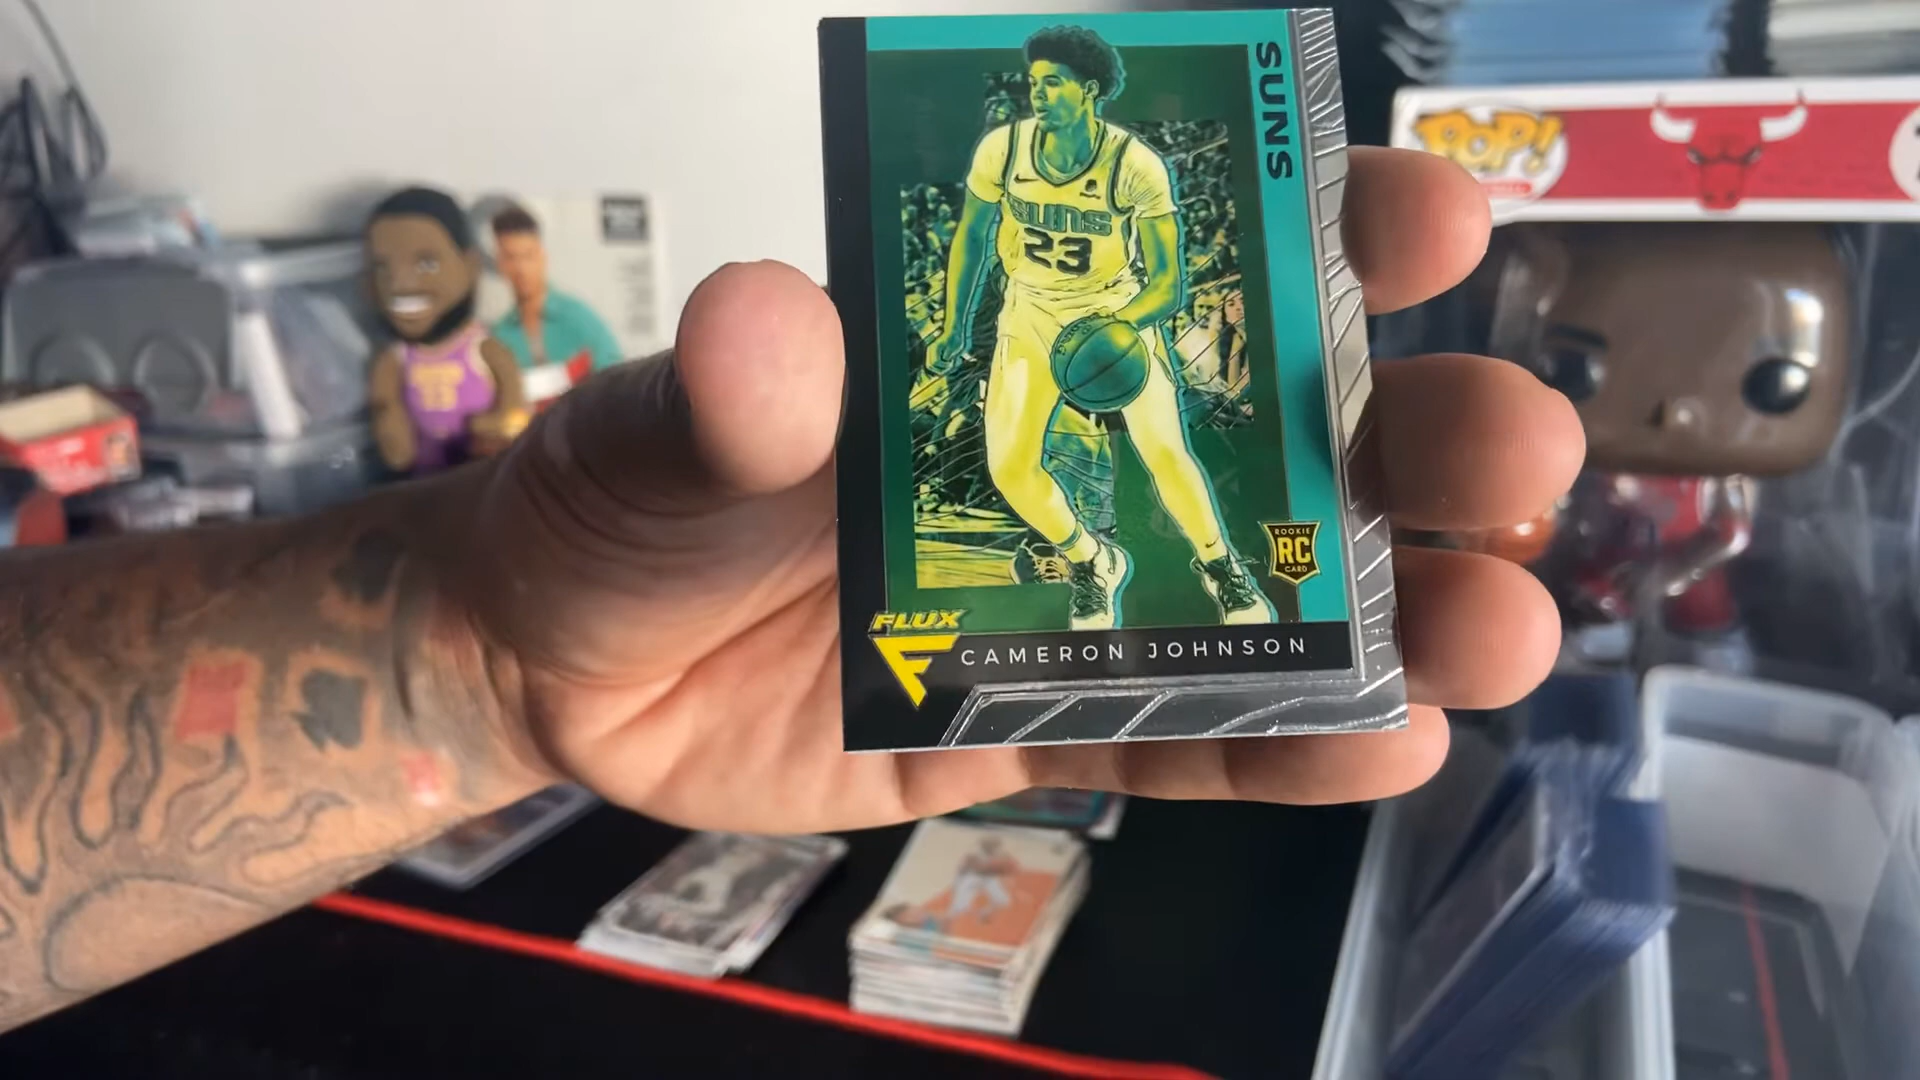 SUNS
POP!
SUNS
23
ROOKIE
RC
CARD
FLUX
CAMERON JOHNSON